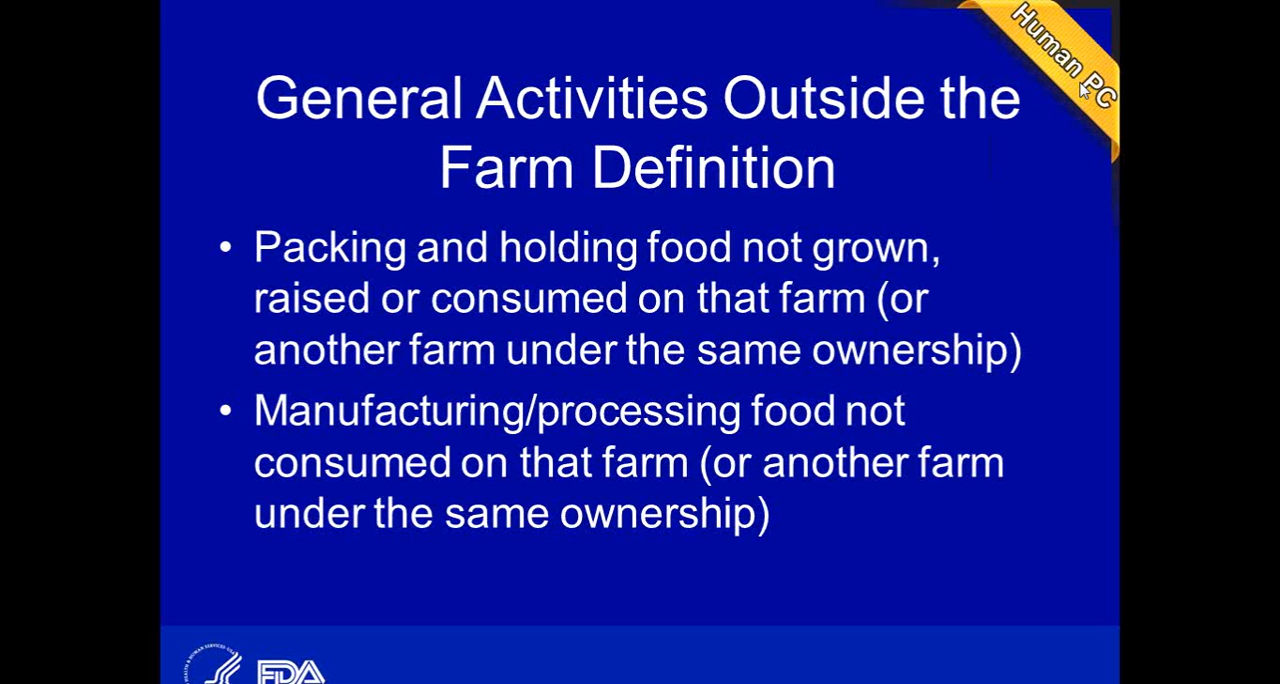 Human PC
General Activities Outside the
Farm Definition
• Packing and holding food not grown,
raised or consumed on that farm (or
another farm under the same ownership)
• Manufacturing/processing food not
consumed on that farm (or another farm
under the same ownership)
FDA